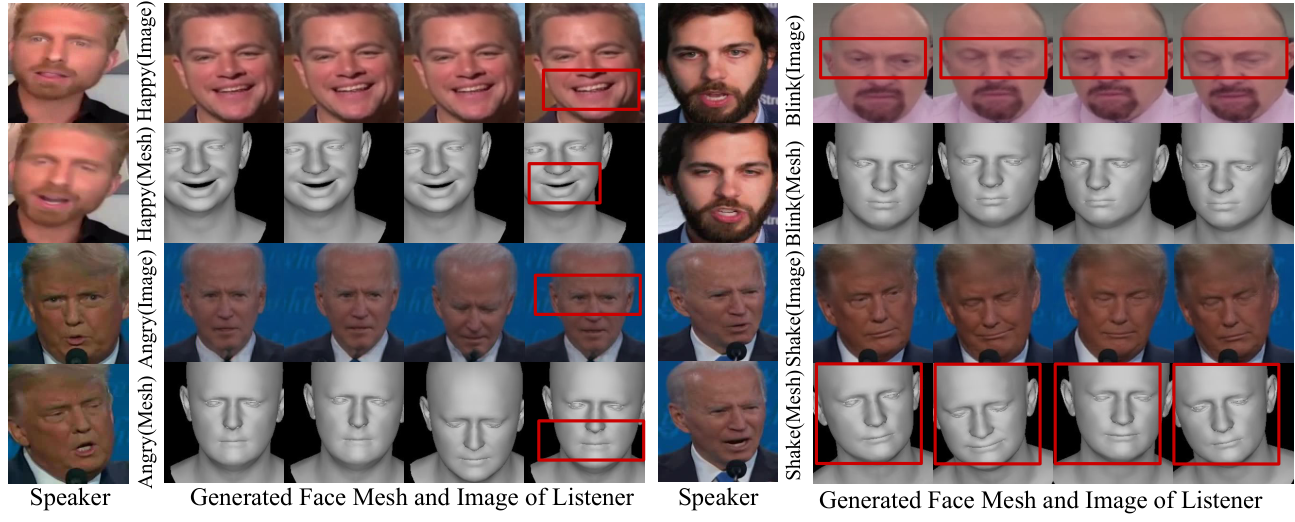 Happy(Image)
Happy(Mesh)
Angry(Image)
Angry(Mesh)
Speaker
Generated Face Mesh and Image of Listener
Blink(Image)
Blink(Mesh)
Shake(Image)
Shake(Mesh)
Speaker
Generated Face Mesh and Image of Listener